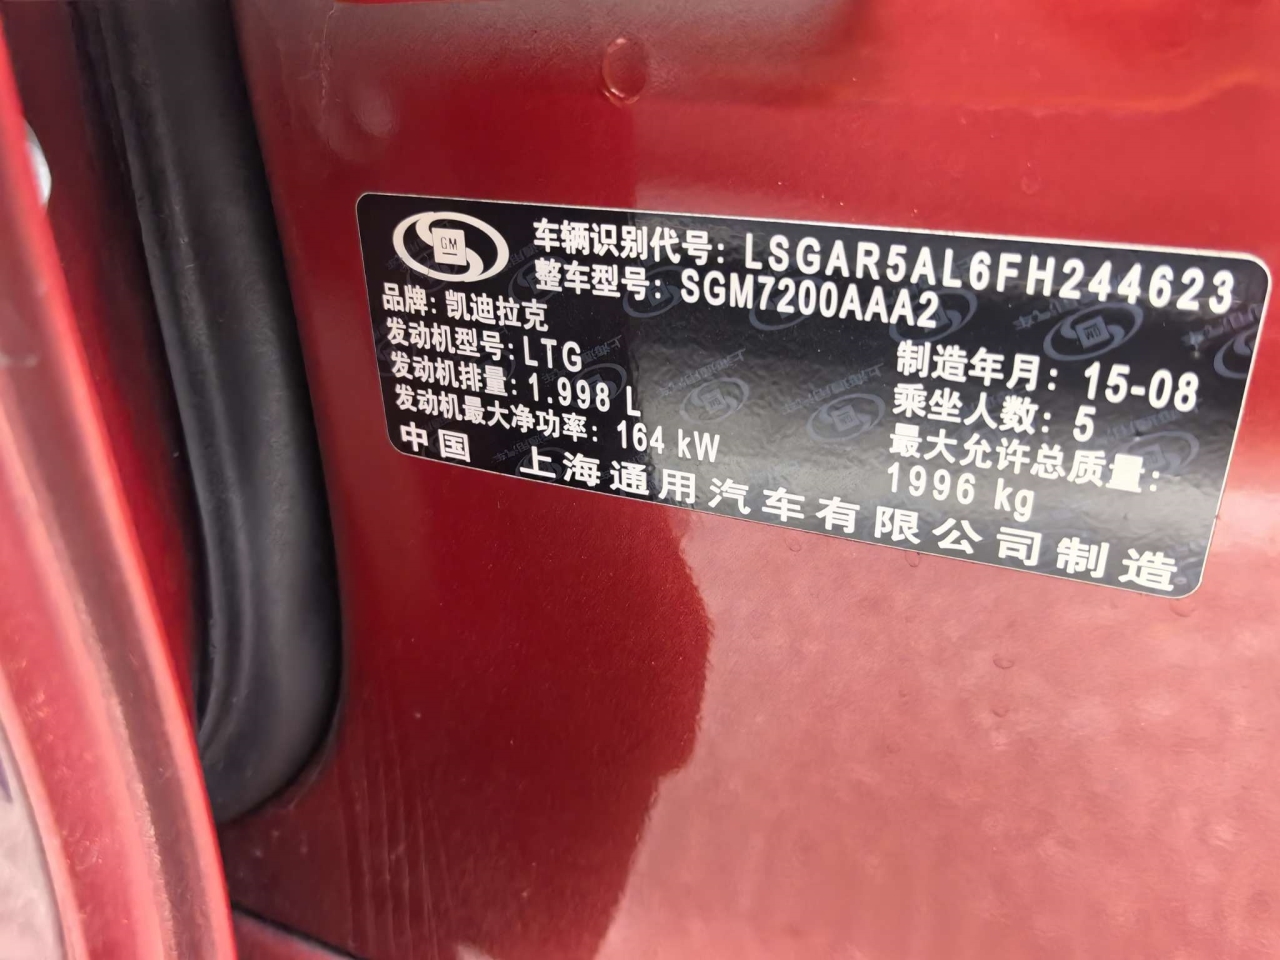 GM
车辆识别代号: LSGAR5AL6FH244623
整车型号: SGM7200AAA2
品牌: 凯迪拉克
发动机型号: LTG
发动机排量: 1.998 L
发动机最大净功率: 164 kW
制造年月: 15-08
乘坐人数: 5
最大允许总质量:
1996 kg
中国 上海通用汽车有限公司制造